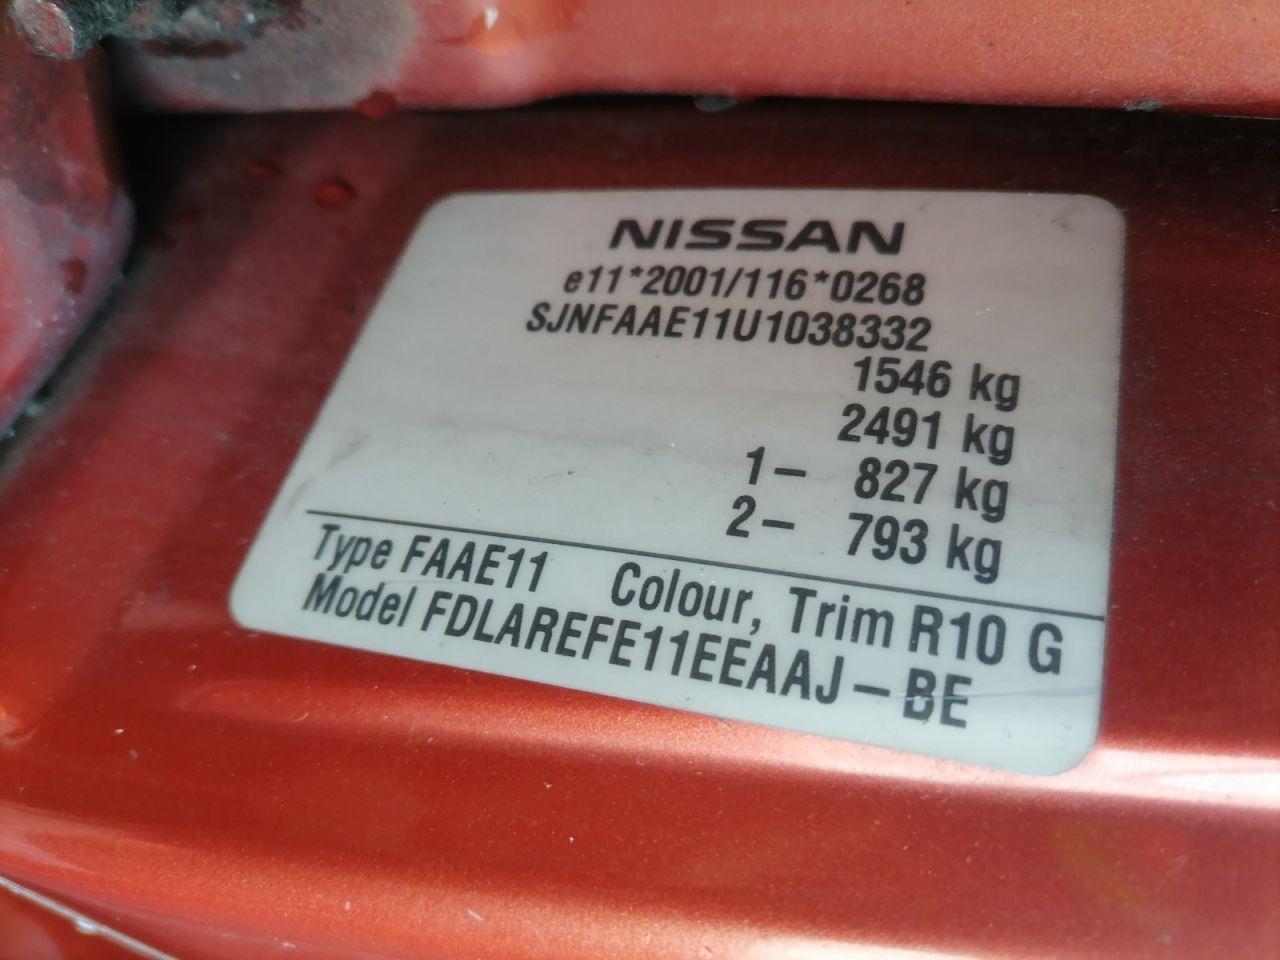 NISSAN
e11*2001/116*0268
SJNFAAE11U1038332
1546 kg
2491 kg
1- 827 kg
2- 793 kg
Type FAAE11 Colour, Trim R10 G
Model FDLAREFE11EEAAJ-BE